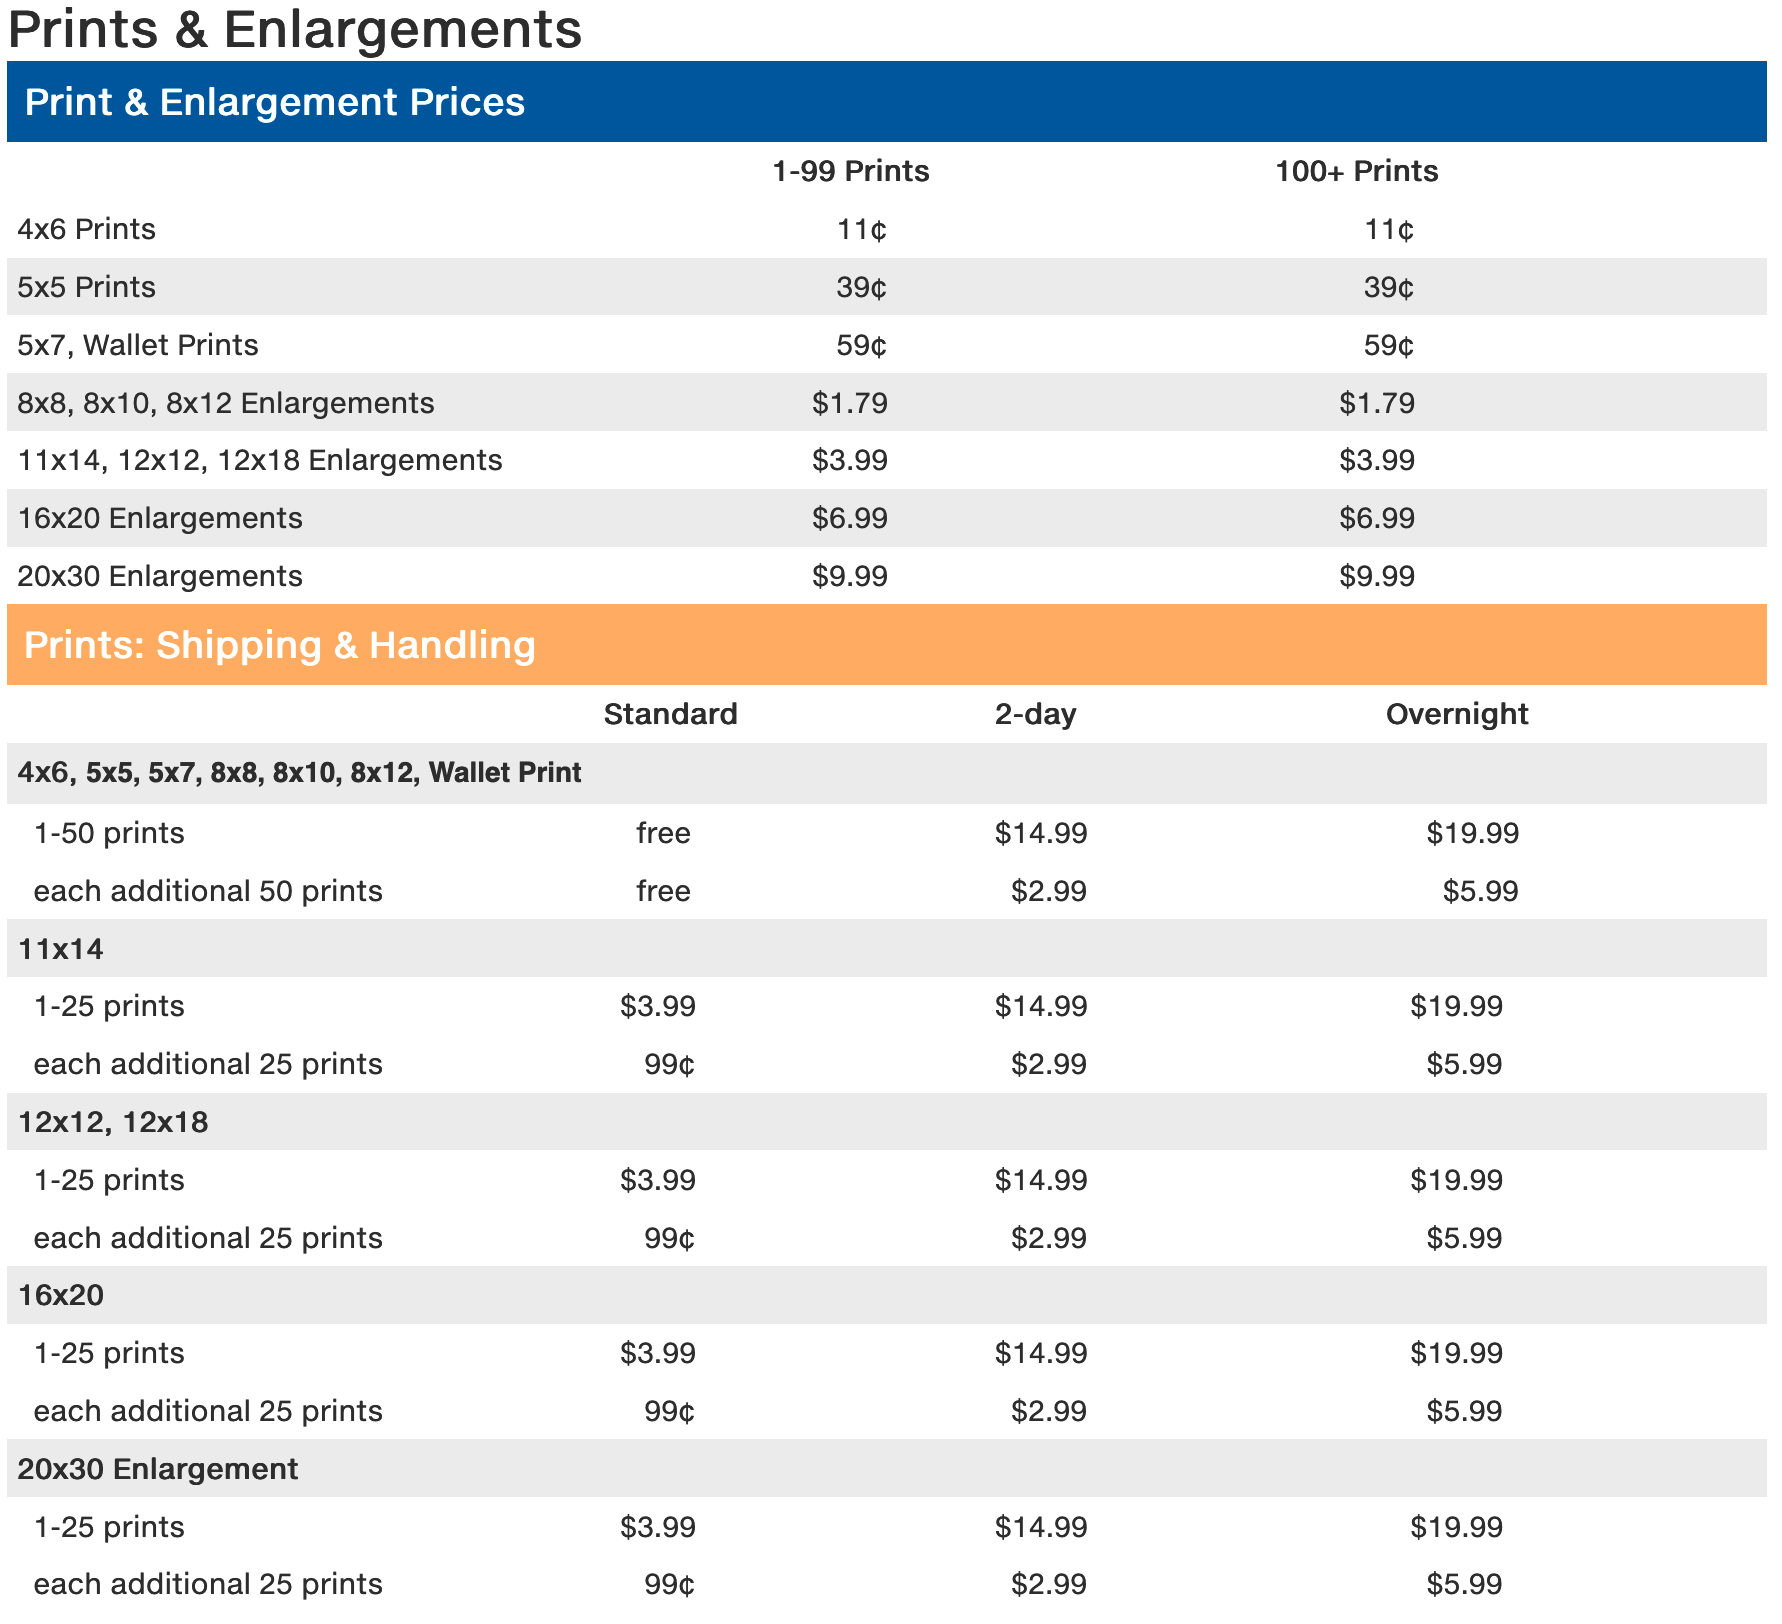 Prints & Enlargements
Print & Enlargement Prices
1-99 Prints 100+ Prints
4x6 Prints 11¢ 11¢
5x5 Prints 39¢ 39¢
5x7, Wallet Prints 59¢ 59¢
8x8, 8x10, 8x12 Enlargements $1.79 $1.79
11x14, 12x12, 12x18 Enlargements $3.99 $3.99
16x20 Enlargements $6.99 $6.99
20x30 Enlargements $9.99 $9.99
Prints: Shipping & Handling
Standard 2-day Overnight
4x6, 5x5, 5x7, 8x8, 8x10, 8x12, Wallet Print
1-50 prints free $14.99 $19.99
each additional 50 prints free $2.99 $5.99
11x14
1-25 prints $3.99 $14.99 $19.99
each additional 25 prints 99¢ $2.99 $5.99
12x12, 12x18
1-25 prints $3.99 $14.99 $19.99
each additional 25 prints 99¢ $2.99 $5.99
16x20
1-25 prints $3.99 $14.99 $19.99
each additional 25 prints 99¢ $2.99 $5.99
20x30 Enlargement
1-25 prints $3.99 $14.99 $19.99
each additional 25 prints 99¢ $2.99 $5.99